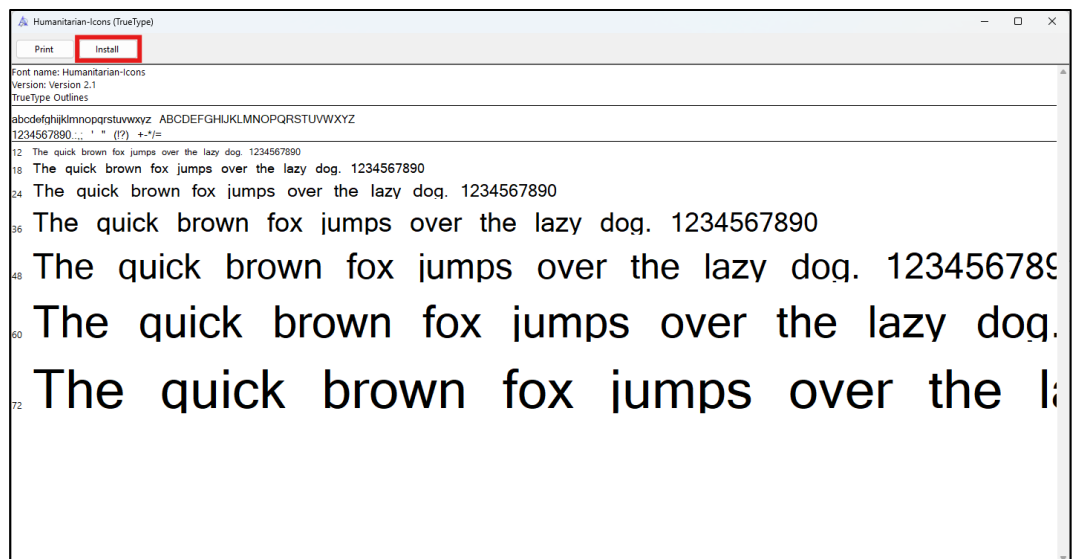 Humanitarian-Icons (TrueType)
Print Install
Font name: Humanitarian-Icons
Version: Version 2.1
TrueType Outlines
abcdefghijklmnopqrstuvwxyz ABCDEFGHIJKLMNOPQRSTUVWXYZ
1234567890.:,; ' " (!?) +-*/=
12 The quick brown fox jumps over the lazy dog. 1234567890
18 The quick brown fox jumps over the lazy dog. 1234567890
24 The quick brown fox jumps over the lazy dog. 1234567890
36 The quick brown fox jumps over the lazy dog. 1234567890
48 The quick brown fox jumps over the lazy dog. 123456789
60 The quick brown fox jumps over the lazy dog.
72 The quick brown fox jumps over the la